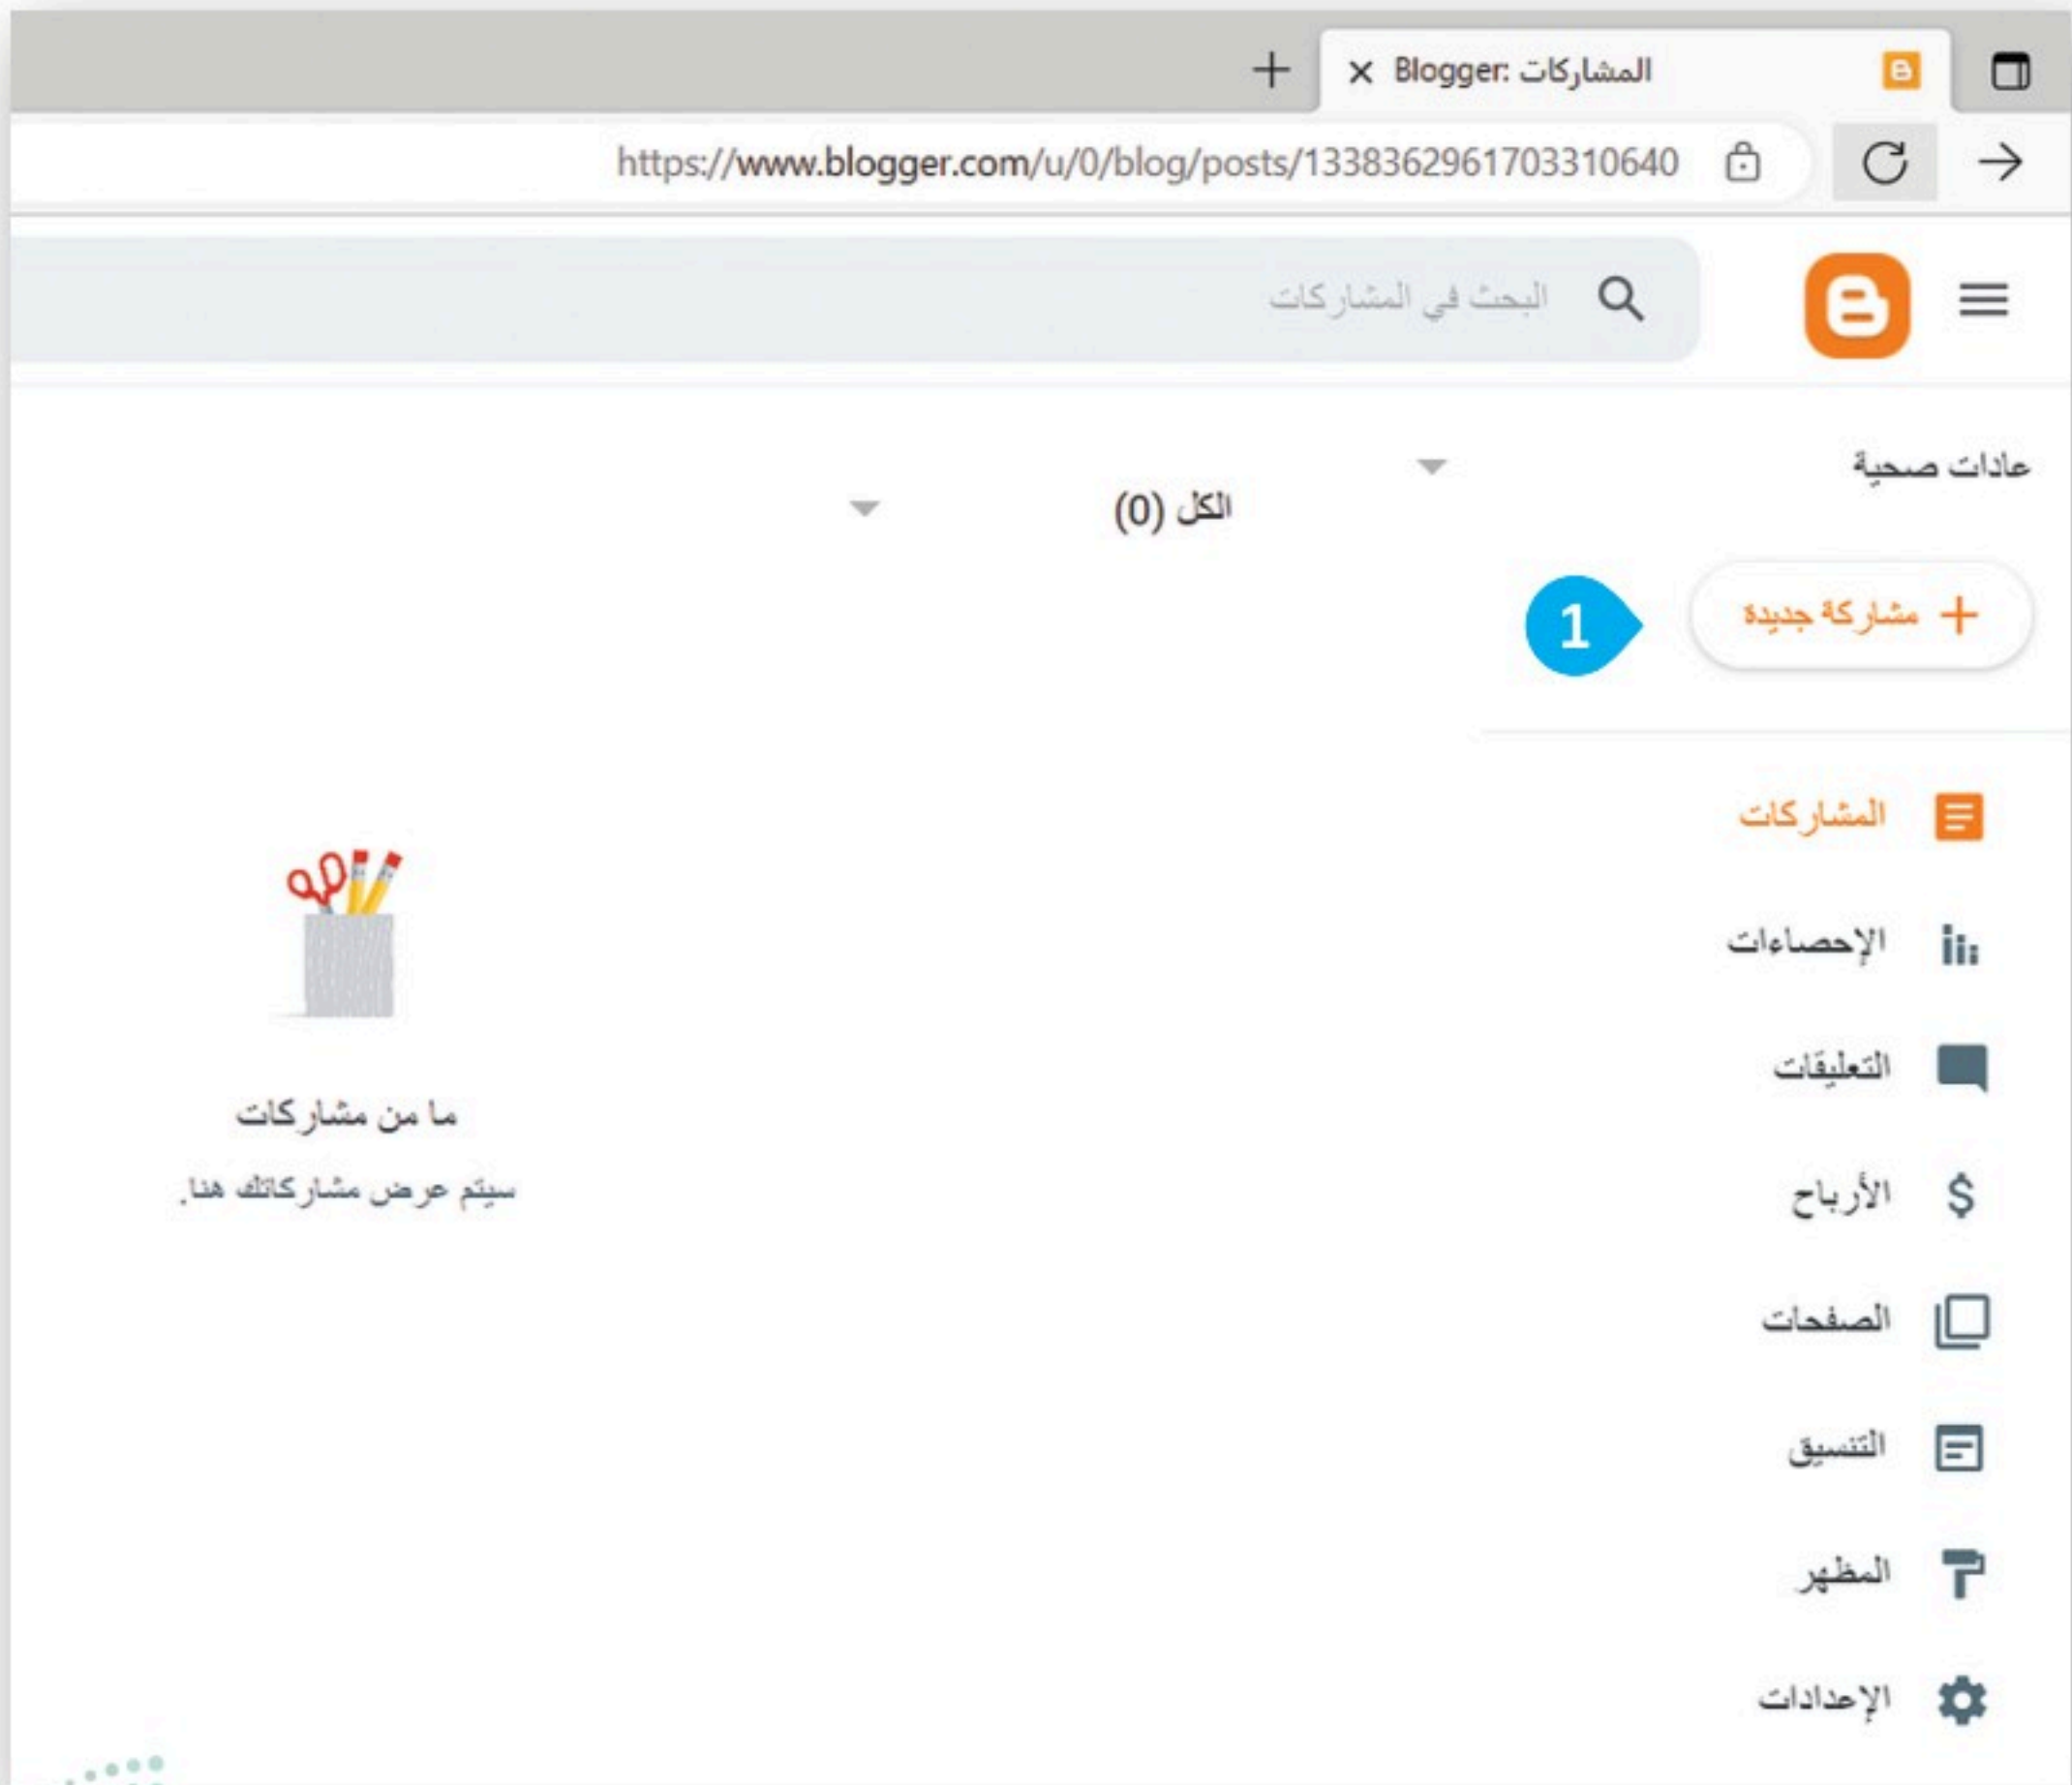 المشاركات :Blogger
https://www.blogger.com/u/0/blog/posts/1338362961703310640
البحث في المشاركات
عادات صحية
الكل (0)
مشاركة جديدة
1
المشاركات
الإحصاءات
التعليقات
الأرباح
الصفحات
التنسيق
المظهر
الإعدادات
ما من مشاركات
سيتم عرض مشاركاتك هنا.